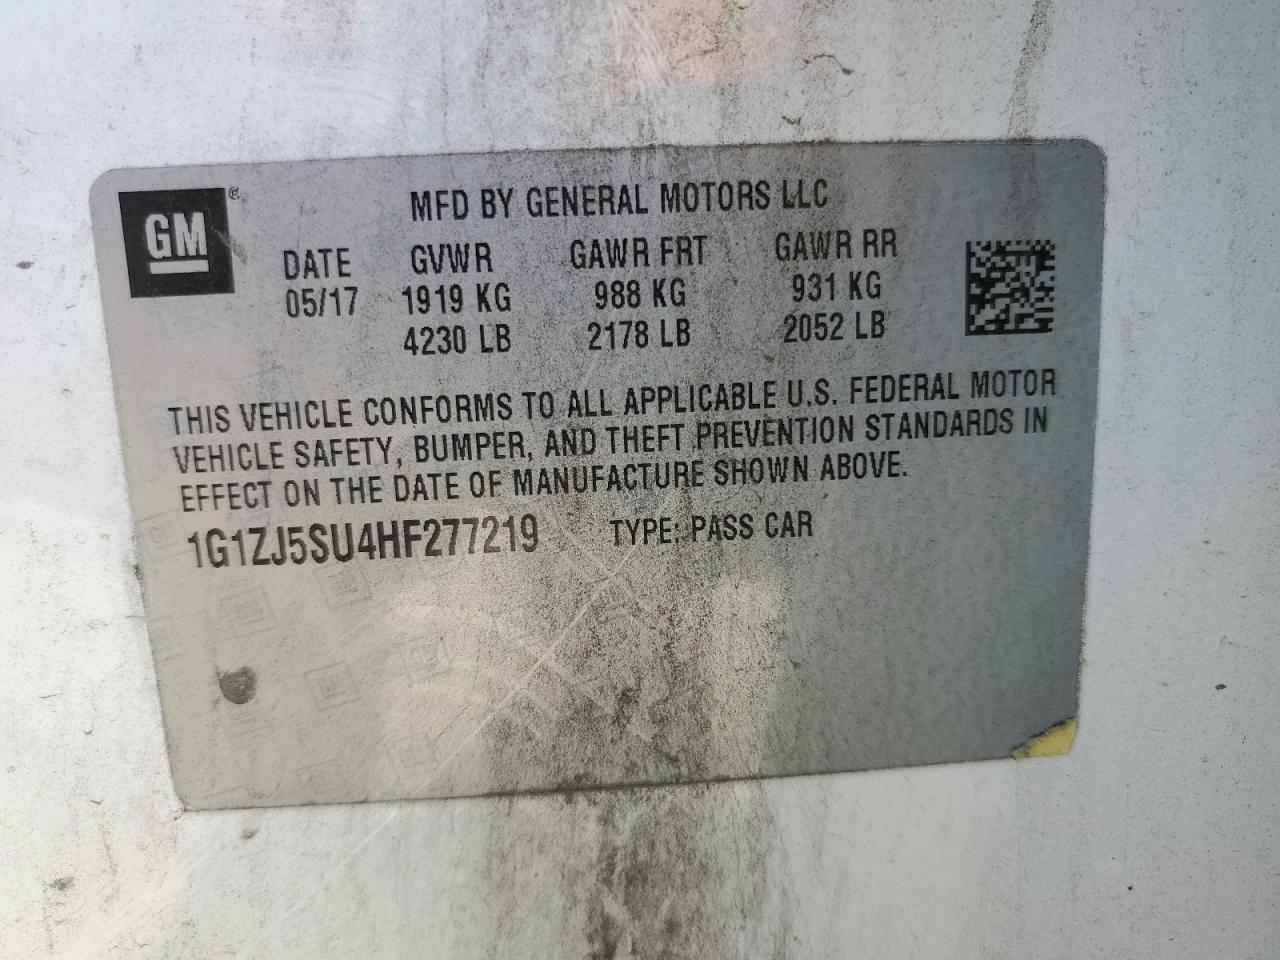 GM®
MFD BY GENERAL MOTORS LLC
DATE GVWR GAWR FRT GAWR RR
05/17 1919 KG 988 KG 931 KG
4230 LB 2178 LB 2052 LB
THIS VEHICLE CONFORMS TO ALL APPLICABLE U.S. FEDERAL MOTOR
VEHICLE SAFETY, BUMPER, AND THEFT PREVENTION STANDARDS IN
EFFECT ON THE DATE OF MANUFACTURE SHOWN ABOVE.
1G1ZJ5SU4HF277219 TYPE: PASS CAR